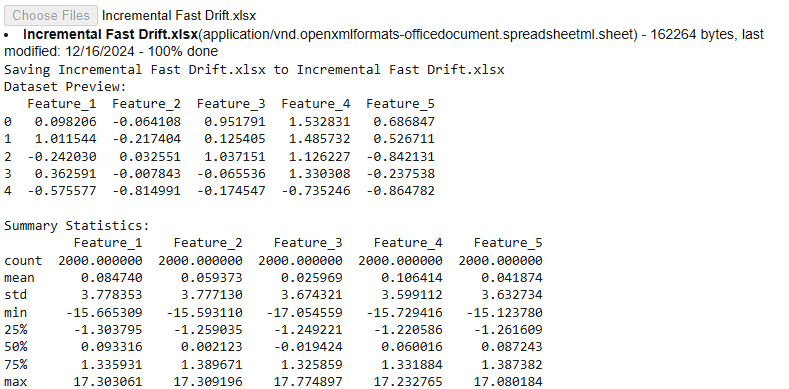 Choose Files Incremental Fast Drift.xlsx
• Incremental Fast Drift.xlsx(application/vnd.openxmlformats-officedocument.spreadsheetml.sheet) - 162264 bytes, last
modified: 12/16/2024 - 100% done
Saving Incremental Fast Drift.xlsx to Incremental Fast Drift.xlsx
Dataset Preview:
   Feature_1  Feature_2  Feature_3  Feature_4  Feature_5
0   0.098206  -0.064108   0.951791   1.532831   0.686847
1   1.011544  -0.217404   0.125405   1.485732   0.526711
2  -0.242030   0.032551   1.037151   1.126227  -0.842131
3   0.362591  -0.007843  -0.065536   1.330308  -0.237538
4  -0.575577  -0.814991  -0.174547  -0.735246  -0.864782
Summary Statistics:
         Feature_1    Feature_2    Feature_3    Feature_4    Feature_5
count  2000.000000  2000.000000  2000.000000  2000.000000  2000.000000
mean      0.084740     0.059373     0.025969     0.106414     0.041874
std       3.778353     3.777130     3.674321     3.599112     3.632734
min     -15.665309   -15.593110   -17.054559   -15.729416   -15.123780
25%      -1.303795    -1.259035    -1.249221    -1.220586    -1.261609
50%       0.093316     0.002123    -0.019424     0.060016     0.087243
75%       1.335931     1.389671     1.325859     1.331884     1.387382
max      17.303061    17.309196    17.774897    17.232765    17.080184